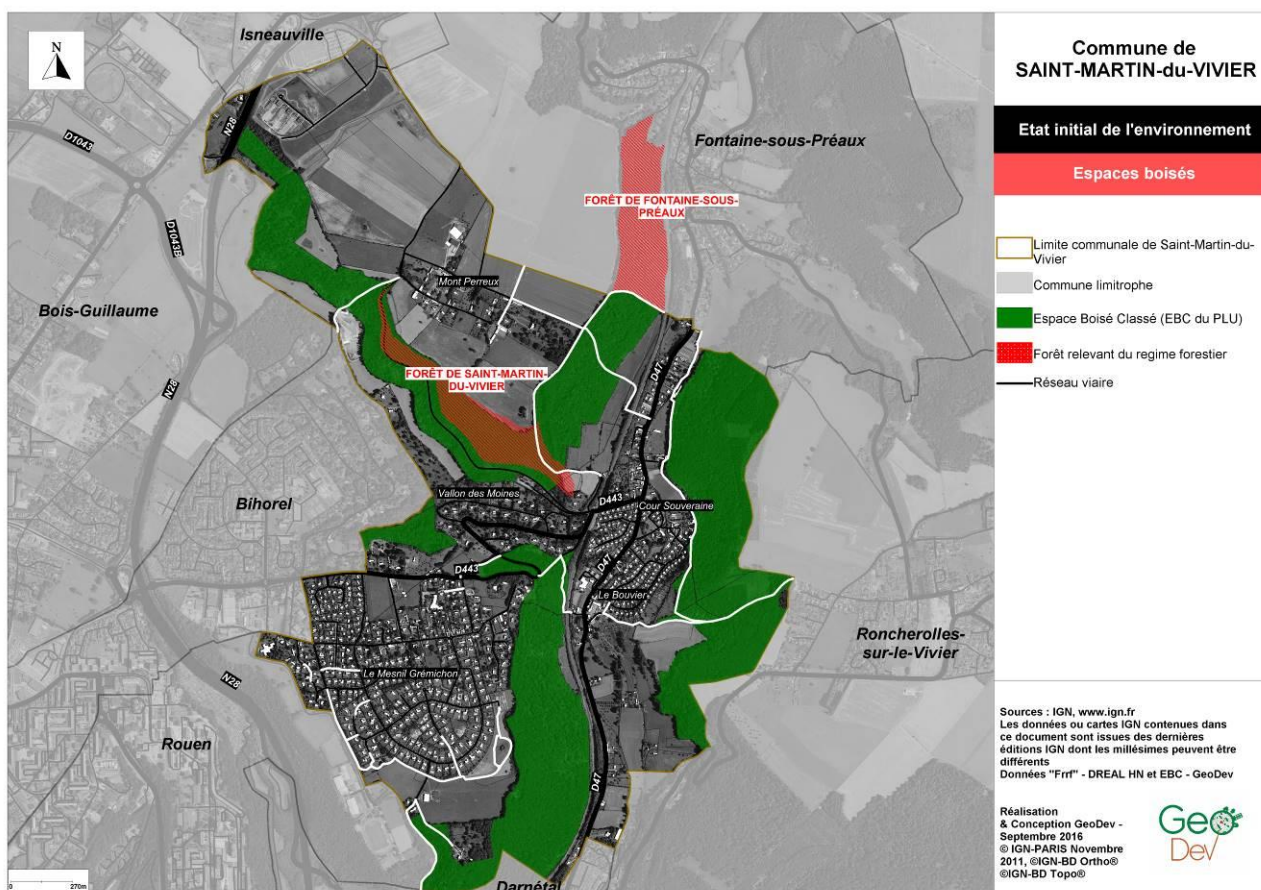 Commune de
SAINT-MARTIN-du-VIVIER
Etat initial de l'environnement
Espaces boisés
Limite communale de Saint-Martin-du-
Vivier
Commune limitrophe
Espace Boisé Classé (EBC du PLU)
Forêt relevant du regime forestier
Réseau viaire
Sources : IGN, www.ign.fr
Les données ou cartes IGN contenues dans
ce document sont issues des dernières
éditions IGN dont les millésimes peuvent être
différents
Données "Frrf" - DREAL HN et EBC - GeoDev
Réalisation
& Conception GeoDev -
Septembre 2016
© IGN-PARIS Novembre
2011, ©IGN-BD Ortho®
©IGN-BD Topo®
Geo
Dev
N
Isneauville
N28
D1043
Fontaine-sous-Préaux
FORÊT DE FONTAINE-SOUS-
PRÉAUX
D1043E
Mont Perreux
Bois-Guillaume
N28
FORÊT DE SAINT-MARTIN-
DU-VIVIER
D47
Vallon des Moines
D443
Cour Souveraine
Bihorel
D443
D47
Le Bouvier
Roncherolles-
sur-le-Vivier
Le Mesnil Grémichon
N28
Rouen
D47
Darnétal
0 270m